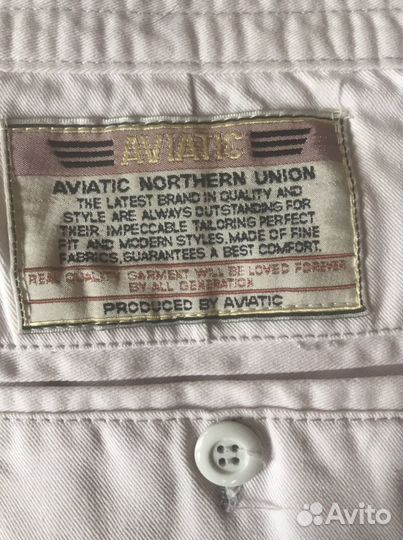 AVIATIC
AVIATIC NORTHERN UNION
THE LATEST BRAND IN QUALITY AND
STYLE ARE ALWAYS OUTSTANDING FOR
THEIR IMPECCABLE TAILORING PERFECT
FIT AND MODERN STYLES, MADE OF FINE
FABRICS, GUARANTEES A BEST COMFORT.
REAL QUALITY GARMENT WILL BE LOVED FOREVER
BY ALL GENERATION
PRODUCED BY AVIATIC
Avito